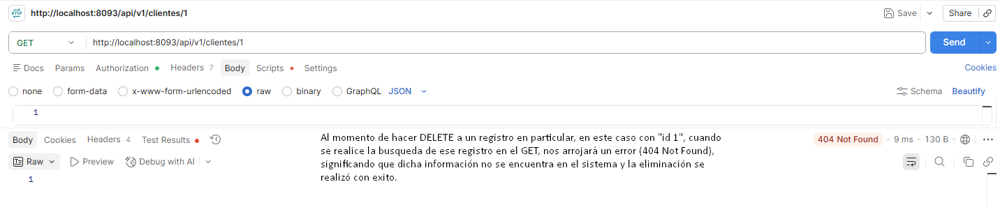 HTTP http://localhost:8093/api/v1/clientes/1 Save Share
GET http://localhost:8093/api/v1/clientes/1 Send
Docs Params Authorization Headers 7 Body Scripts Settings Cookies
none form-data x-www-form-urlencoded raw binary GraphQL JSON Schema Beautify
1
Body Cookies Headers 4 Test Results 404 Not Found • 9 ms • 130 B
Raw Preview Debug with AI
1
Al momento de hacer DELETE a un registro en particular, en este caso con "id 1", cuando
se realice la busqueda de ese registro en el GET, nos arrojará un error (404 Not Found),
significando que dicha información no se encuentra en el sistema y la eliminación se
realizó con exito.